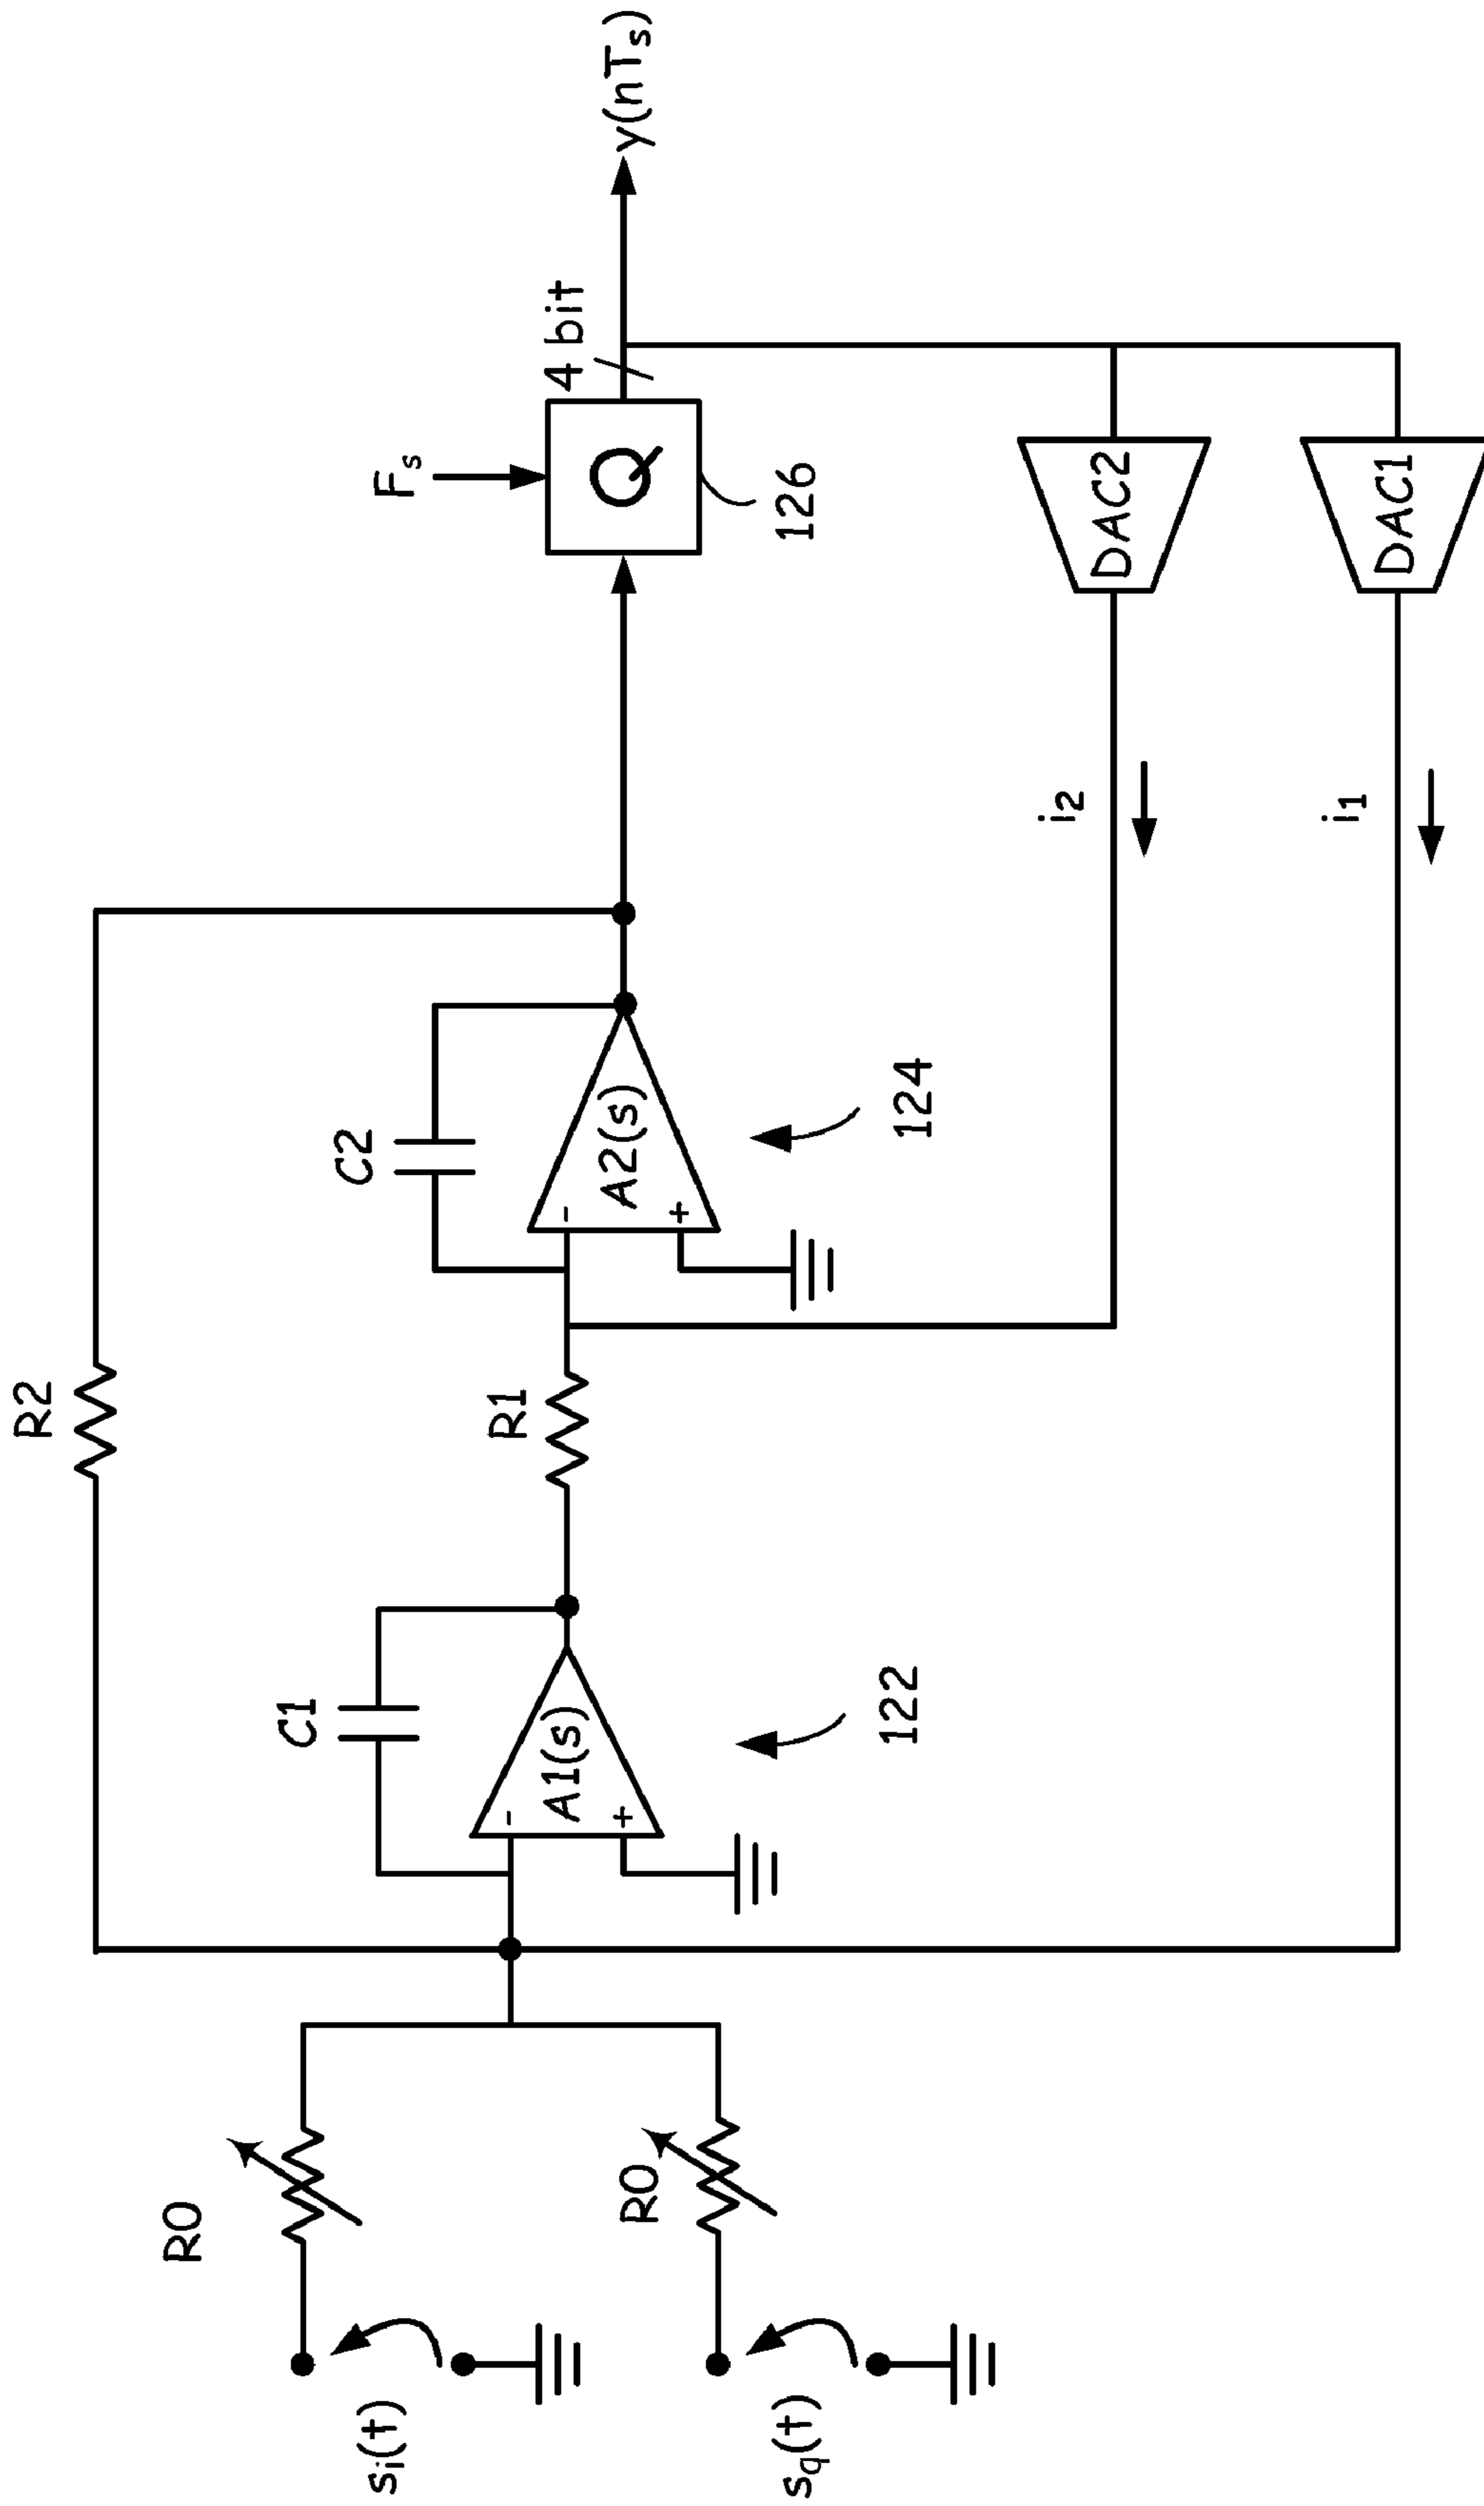 R2
C1
C2
Fs
4 bit
R0
si(t)
R1
-
A1(s)
+
-
A2(s)
+
Q
y(nTs)
R0
sq(t)
122
124
126
i2
DAC2
i1
DAC1